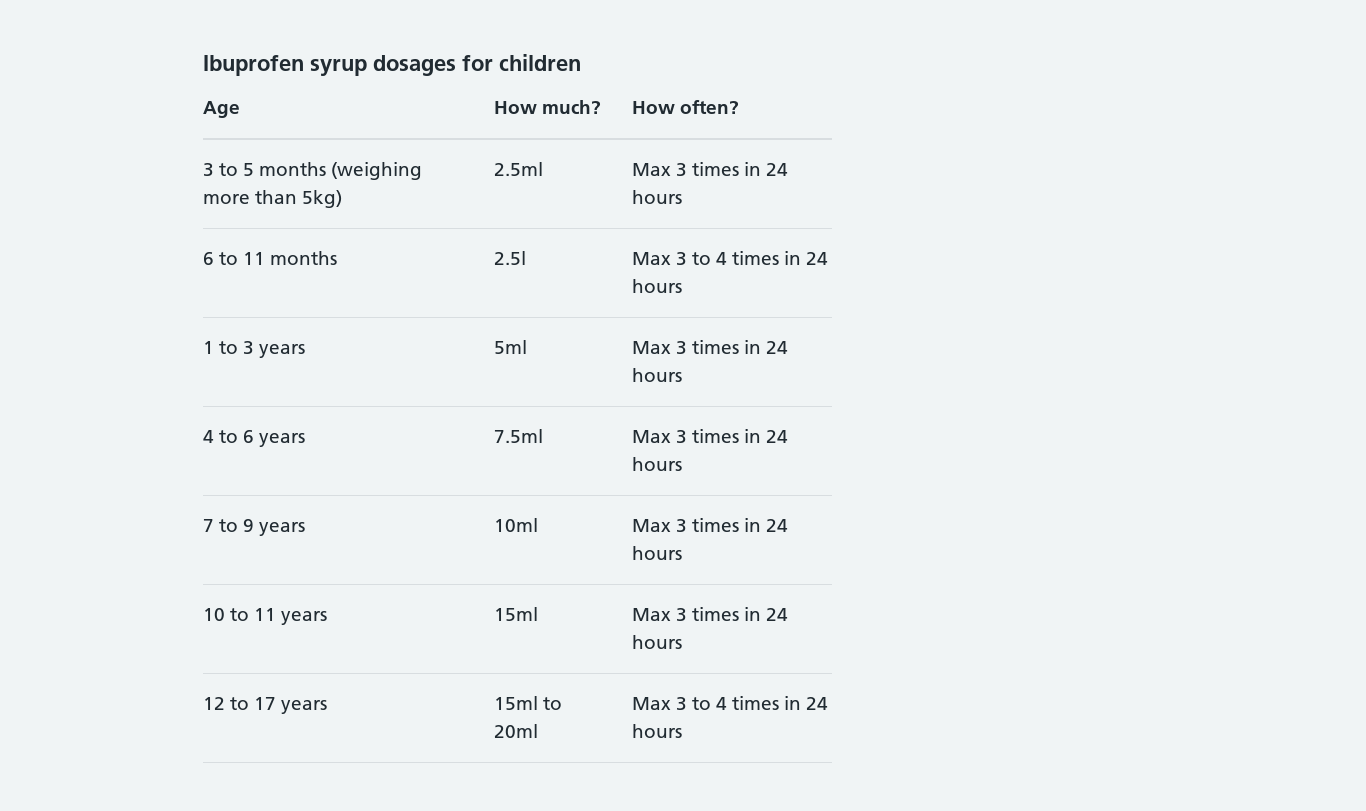 Ibuprofen syrup dosages for children
Age How much? How often?
3 to 5 months (weighing 2.5ml Max 3 times in 24
more than 5kg) hours
6 to 11 months 2.5l Max 3 to 4 times in 24
hours
1 to 3 years 5ml Max 3 times in 24
hours
4 to 6 years 7.5ml Max 3 times in 24
hours
7 to 9 years 10ml Max 3 times in 24
hours
10 to 11 years 15ml Max 3 times in 24
hours
12 to 17 years 15ml to Max 3 to 4 times in 24
20ml hours